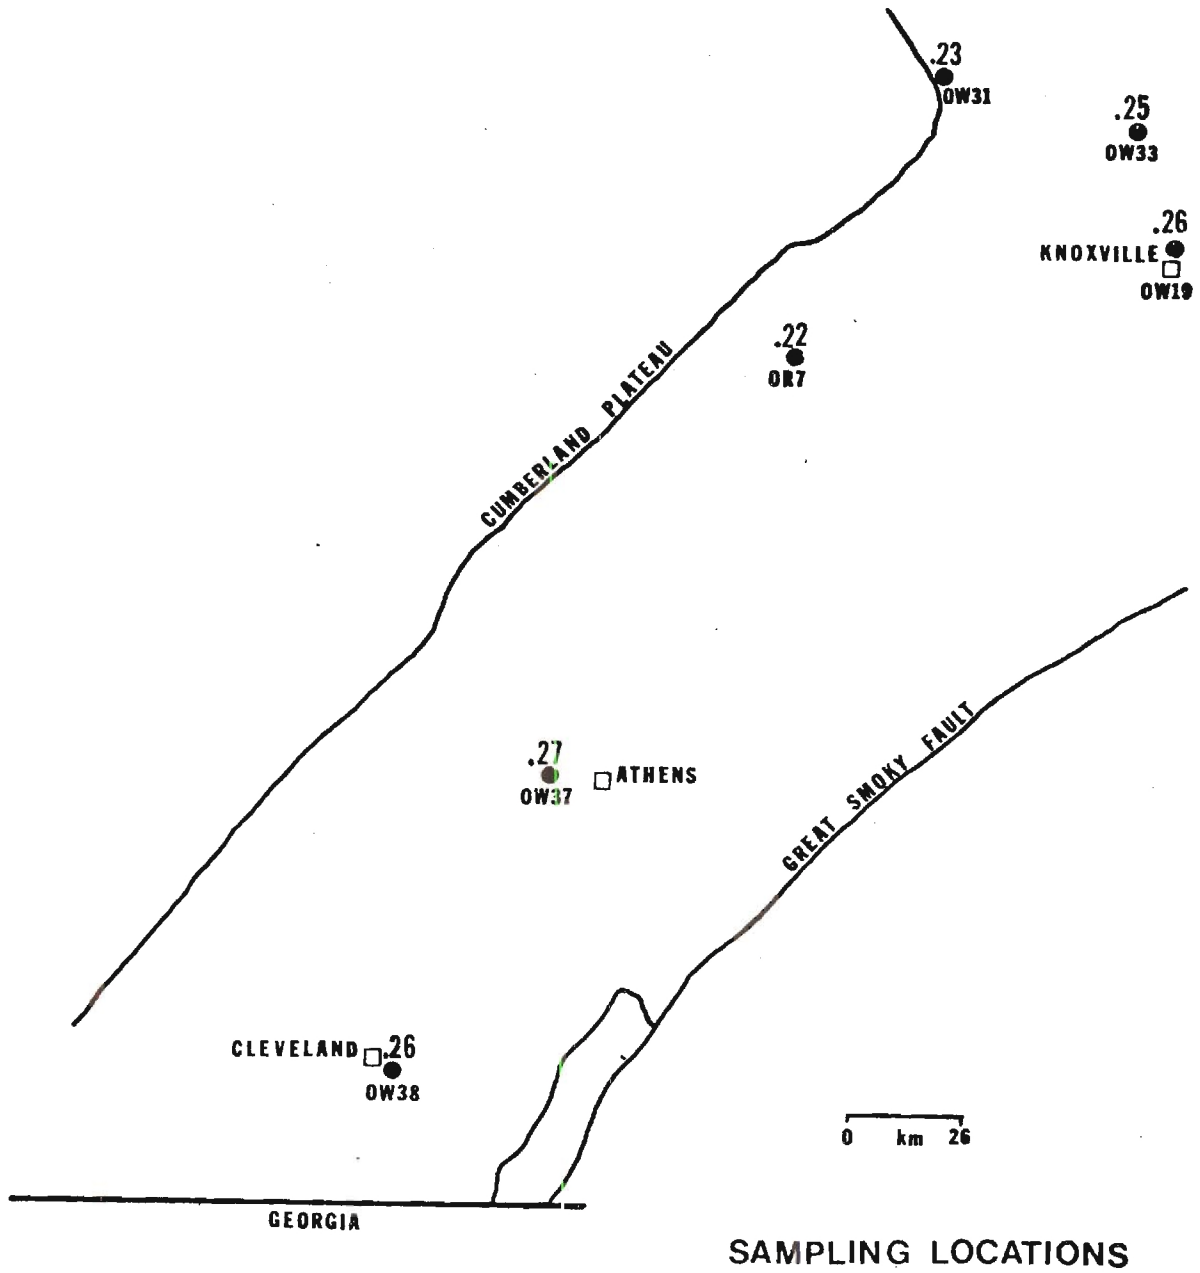 .23
OW31
.25
OW33
.26
KNOXVILLE
OW19
.22
OR7
CUMBERLAND PLATEAU
GREAT SMOKY FAULT
.27
ATHENS
OW37
CLEVELAND .26
OW38
0 km 26
GEORGIA
SAMPLING LOCATIONS